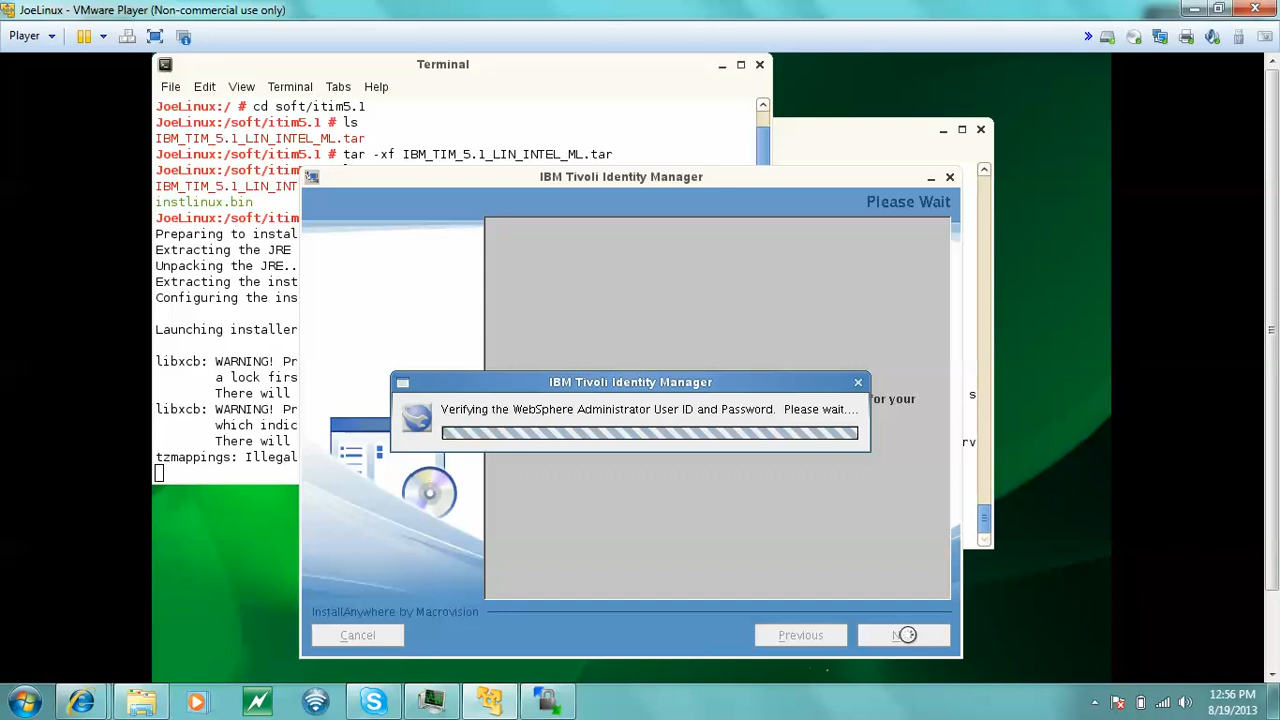 JoeLinux - VMware Player (Non-commercial use only)
Player
Terminal
File Edit View Terminal Tabs Help
JoeLinux:/ # cd soft/itim5.1
JoeLinux:/soft/itim5.1 # ls
IBM_TIM_5.1_LIN_INTEL_ML.tar
JoeLinux:/soft/itim5.1 # tar -xf IBM_TIM_5.1_LIN_INTEL_ML.tar
JoeLinux:/soft/itim5.1
IBM_TIM_5.1_LIN_INT
instlinux.bin
JoeLinux:/soft/itim5.1
Preparing to instal
Extracting the JRE
Unpacking the JRE..
Extracting the inst
Configuring the ins
Launching installer
libxcb: WARNING! Pr
a lock firs
There will
libxcb: WARNING! Pr
which indic
There will
tzmappings: Illegal
IBM Tivoli Identity Manager
Please Wait
for your
s
rv
IBM Tivoli Identity Manager
Verifying the WebSphere Administrator User ID and Password. Please wait....
InstallAnywhere by Macrovision
Cancel
Previous
12:56 PM
8/19/2013